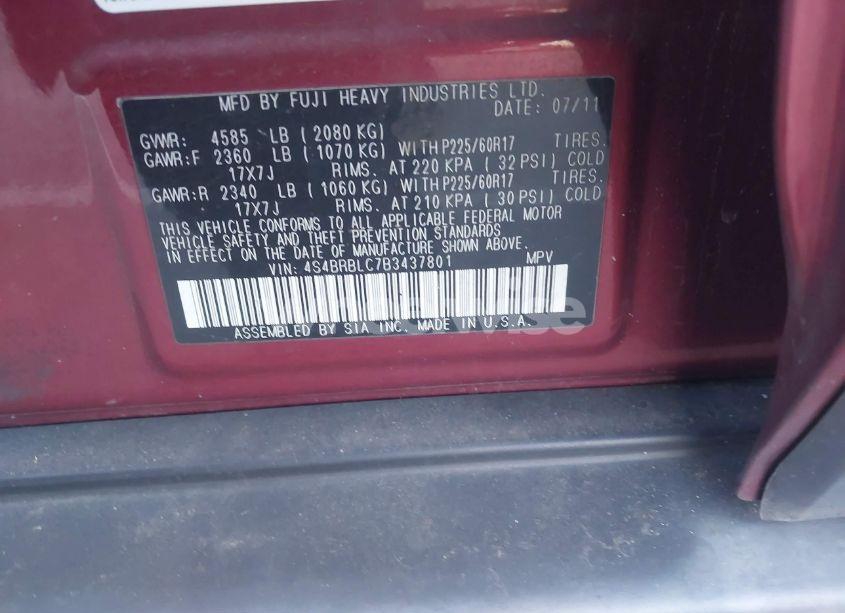 MFD BY FUJI HEAVY INDUSTRIES LTD.
DATE: 07/11
GVWR: 4585 LB ( 2080 KG)
GAWR:F 2360 LB ( 1070 KG) WITH P225/60R17 TIRES.
17X7J RIMS. AT 220 KPA ( 32 PSI) COLD
GAWR:R 2340 LB ( 1060 KG) WITH P225/60R17 TIRES.
17X7J RIMS. AT 210 KPA ( 30 PSI) COLD
THIS VEHICLE CONFORMS TO ALL APPLICABLE FEDERAL MOTOR
VEHICLE SAFETY AND THEFT PREVENTION STANDARDS
IN EFFECT ON THE DATE OF MANUFACTURE SHOWN ABOVE.
VIN: 4S4BRBLC7B3437801 MPV
ASSEMBLED BY SIA INC. MADE IN U.S.A.